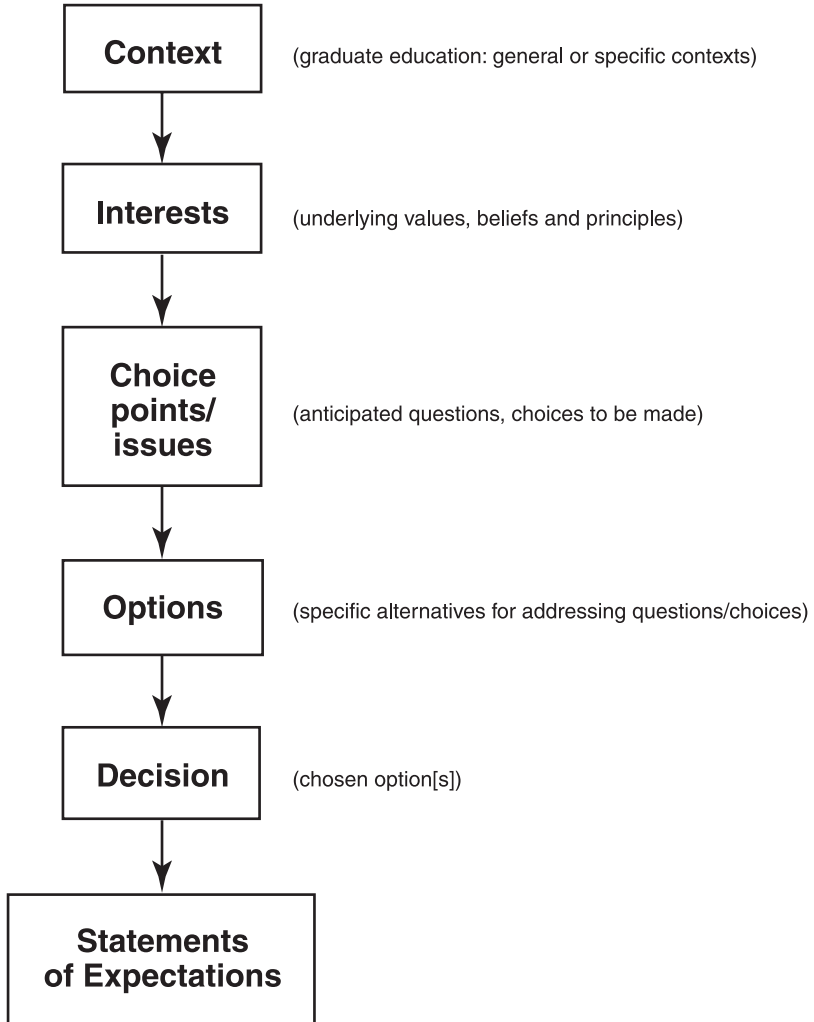 Context
(graduate education: general or specific contexts)
Interests
(underlying values, beliefs and principles)
Choice
points/
issues
(anticipated questions, choices to be made)
Options
(specific alternatives for addressing questions/choices)
Decision
(chosen option[s])
Statements
of Expectations